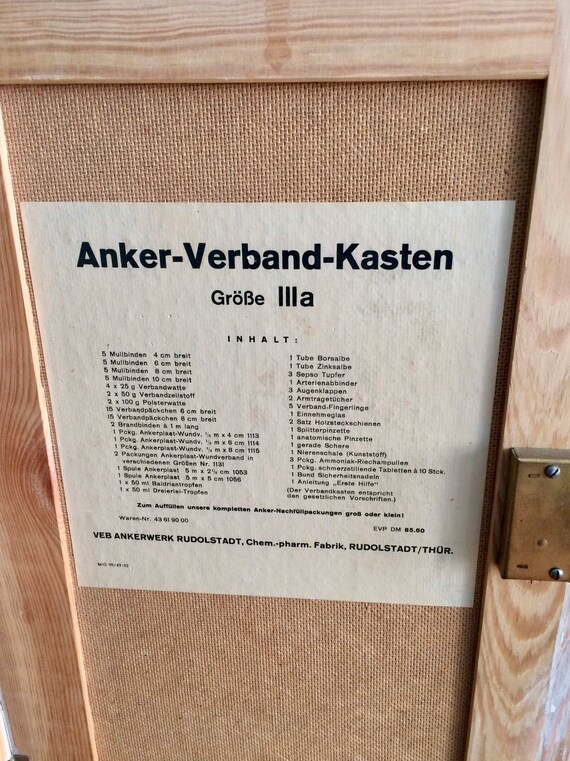 Anker-Verband-Kasten
Größe IIIa
INHALT:
5 Mullbinden 4 cm breit
5 Mullbinden 6 cm breit
5 Mullbinden 8 cm breit
5 Mullbinden 10 cm breit
4 x 25 g Verbandwatte
2 x 50 g Verbandzellstoff
2 x 100 g Polsterwatte
15 Verbandpäckchen 6 cm breit
15 Verbandpäckchen 8 cm breit
2 Brandbinden à 1 m lang
1 Pckg. Ankerplast-Wundv. m x 4 cm 1113
1 Pckg. Ankerplast-Wundv. m x 6 cm 1114
1 Pckg. Ankerplast-Wundv. m x 8 cm 1115
2 Packungen Ankerplast-Wundverband in
verschiedenen Größen Nr. 1131
1 Spule Ankerplast 5 m x 2½ cm 1053
1 Spule Ankerplast 5 m x 5 cm 1056
1 x 50 ml Baldriantropfen
1 x 50 ml Dreierlei-Tropfen
1 Tube Borsalbe
1 Tube Zinksalbe
3 Sepso Tupfer
1 Arterienabbinder
3 Augenklappen
2 Armtragetücher
5 Verband-Fingerlinge
1 Einnehmeglas
2 Satz Holzsteckschienen
1 Splitterpinzette
1 anatomische Pinzette
1 gerade Schere
1 Nierenschale (Kunststoff)
3 Pckg. Ammoniak-Riechampullen
1 Pckg. schmerzstillende Tabletten à 10 Stck.
1 Bund Sicherheitsnadeln
1 Anleitung „Erste Hilfe"
(Der Verbandkasten entspricht
den gesetzlichen Vorschriften.)
Zum Auffüllen unsere kompletten Anker-Nachfüllpackungen groß oder klein!
Waren-Nr. 43 61 90 00
EVP DM 85.60
VEB ANKERWERK RUDOLSTADT, Chem.-pharm. Fabrik, RUDOLSTADT/THÜR.